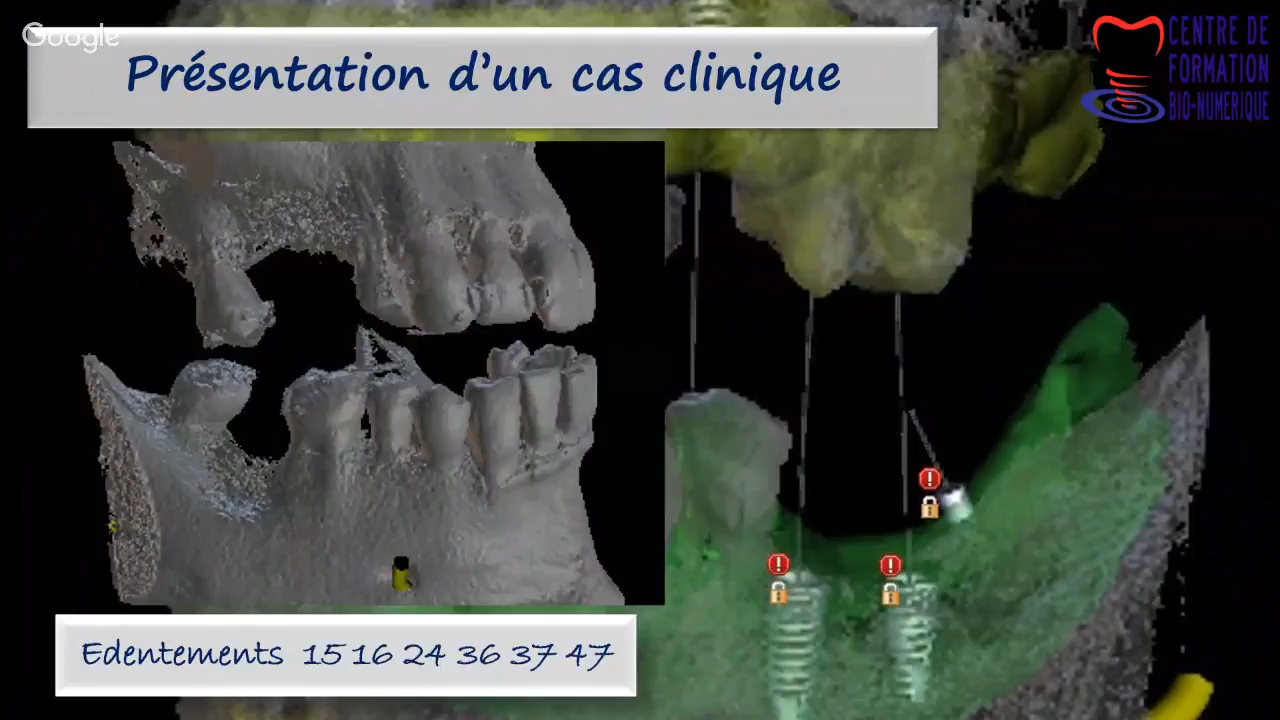 Google
Présentation d'un cas clinique
CENTRE DE
FORMATION
BIO-NUMERIQUE
Edentements 15 16 24 36 37 47